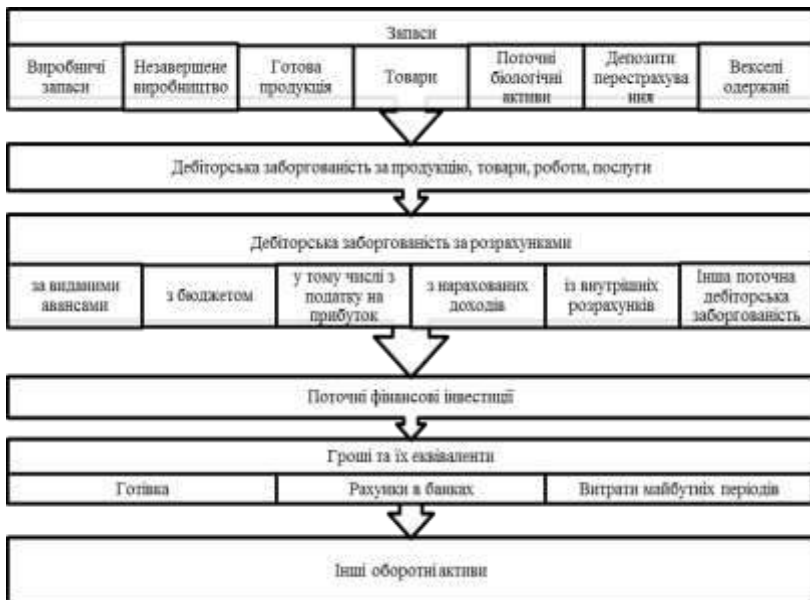 Запаси
Виробничі
запаси
Незавершене
виробництво
Готова
продукція
Товари
Поточні
біологічні
активи
Депозити
перестрахува
ння
Векселі
одержані
Дебіторська заборгованість за продукцію, товари, роботи, послуги
Дебіторська заборгованість за розрахунками
за виданими
авансами
з бюджетом
у тому числі з
податку на
прибуток
з нарахованих
доходів
із внутрішніх
розрахунків
Інша поточна
дебіторська
заборгованість
Поточні фінансові інвестиції
Гроші та їх еквіваленти
Готівка
Рахунки в банках
Витрати майбутніх періодів
Інші оборотні активи